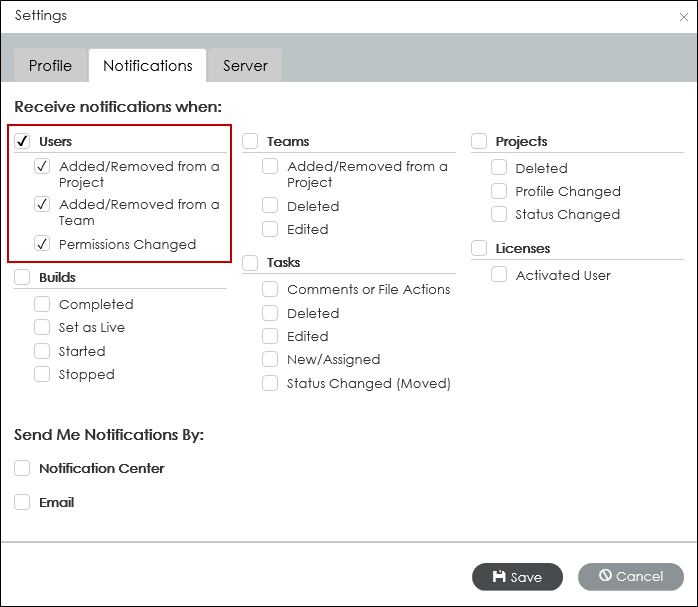 Settings
Profile
Notifications
Server
Receive notifications when:
Users
Added/Removed from a
Project
Added/Removed from a
Team
Permissions Changed
Builds
Completed
Set as Live
Started
Stopped
Teams
Added/Removed from a
Project
Deleted
Edited
Tasks
Comments or File Actions
Deleted
Edited
New/Assigned
Status Changed (Moved)
Projects
Deleted
Profile Changed
Status Changed
Licenses
Activated User
Send Me Notifications By:
Notification Center
Email
Save
Cancel